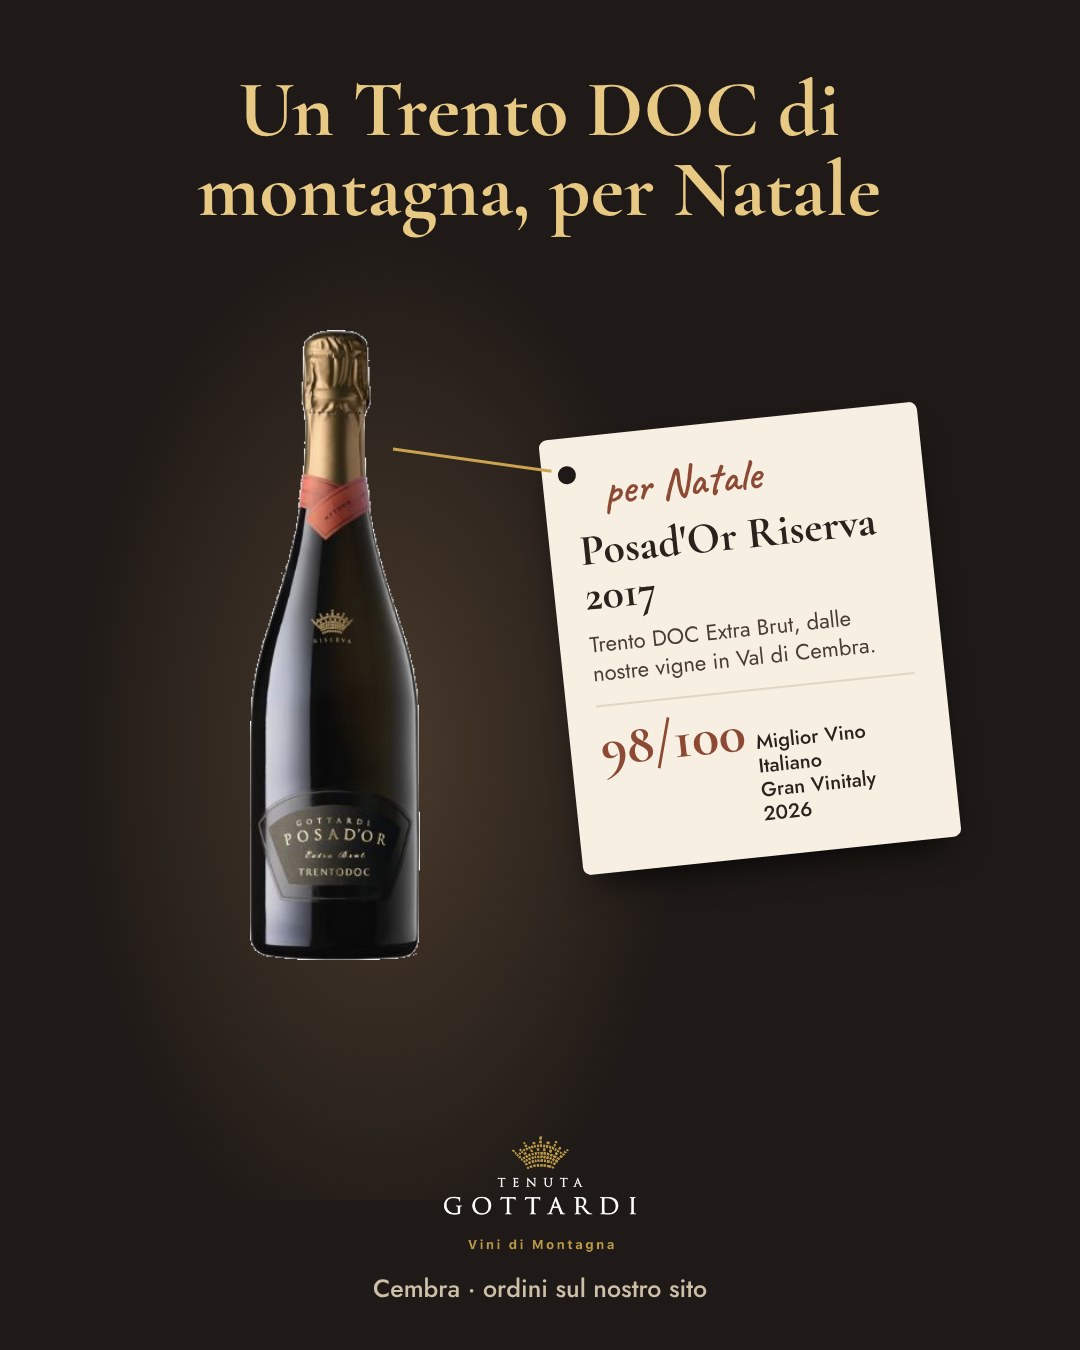 Un Trento DOC di
montagna, per Natale
per Natale
Posad'Or Riserva
2017
Trento DOC Extra Brut, dalle
nostre vigne in Val di Cembra.
98/100
Miglior Vino
Italiano
Gran Vinitaly
2026
RISERVA
GOTTARDI
POSAD'OR
Extra Brut
TRENTODOC
TENUTA
GOTTARDI
Vini di Montagna
Cembra · ordini sul nostro sito